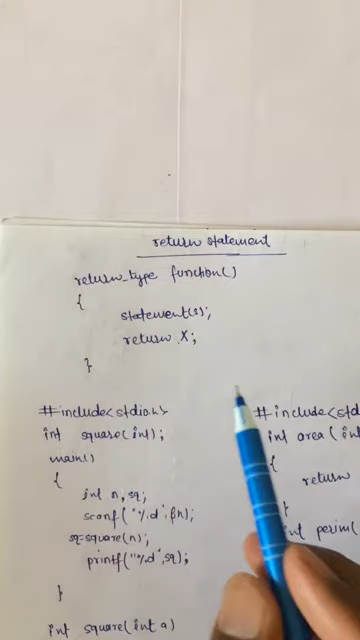 return statement
return_type function()
{
statement(s);
return X;
}
#include<stdio.h>
int square(int);
main()
{
int n, sq;
scanf("%d", &n);
sq=square(n);
printf("%d", sq);
}
int square(int a)
#include<std
int area(int
{
return
}
int perim(